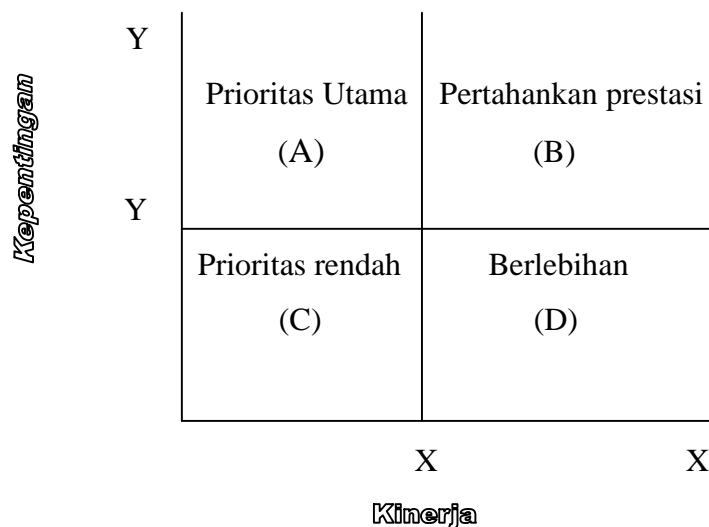 Y
Prioritas Utama
Pertahankan prestasi
(A)
(B)
Kepentingan
Y
Prioritas rendah
Berlebihan
(C)
(D)
X
X
Kinerja